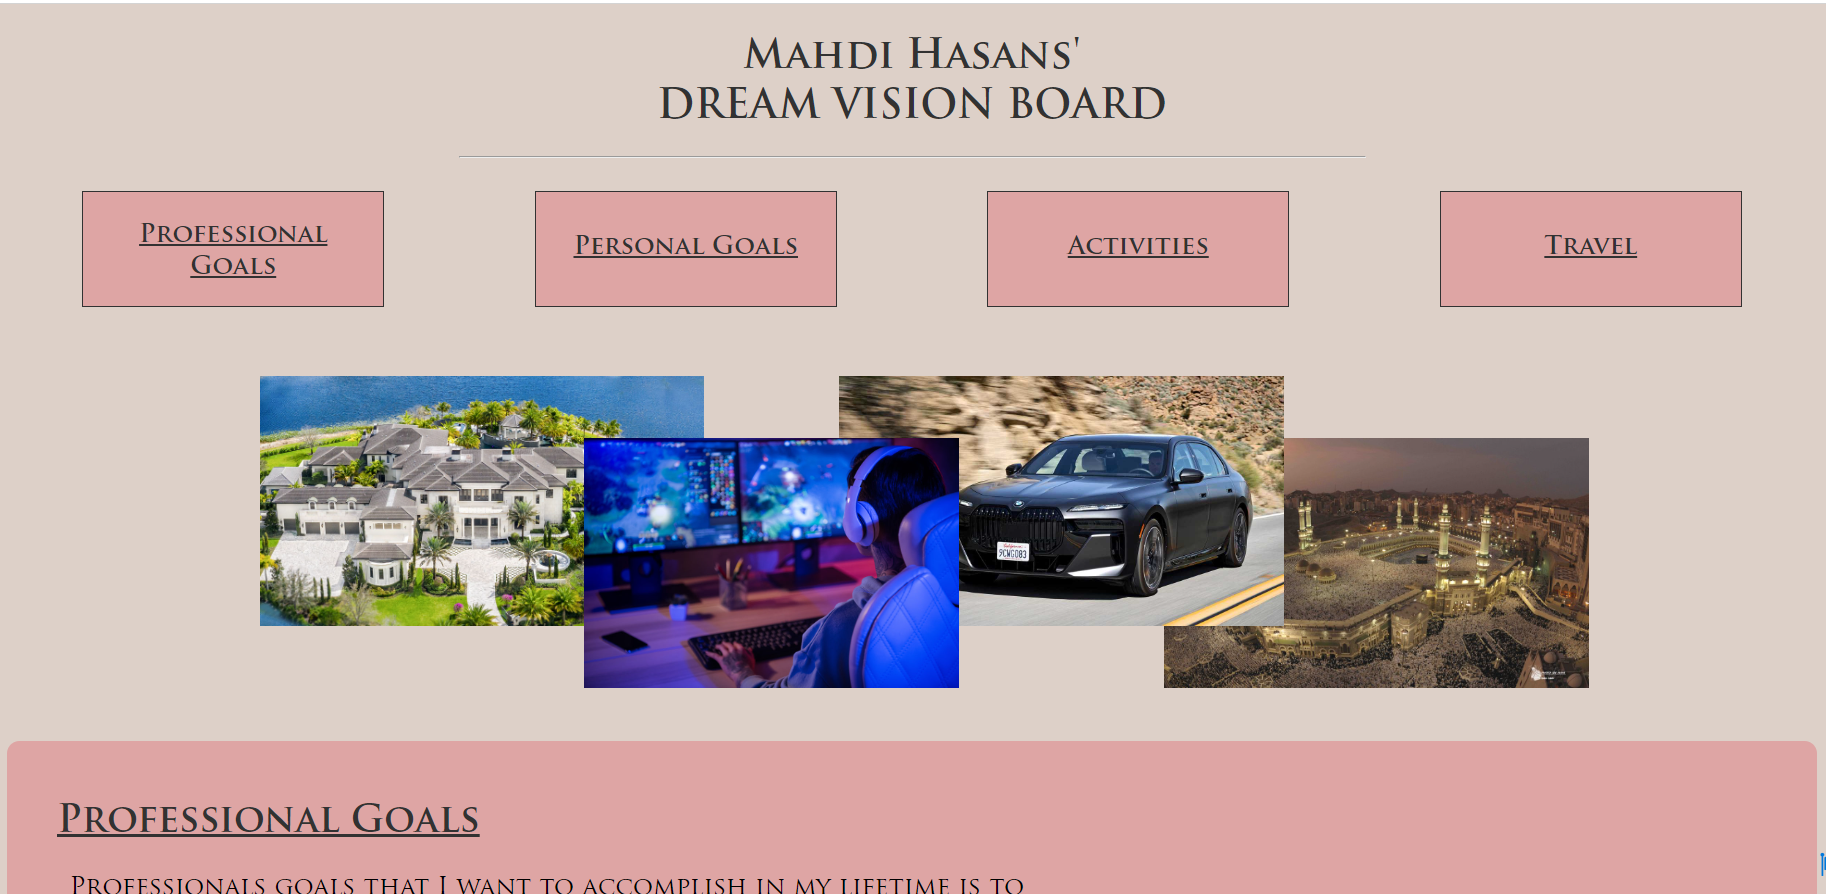 Mahdi Hasans'
DREAM VISION BOARD
Professional
Goals
Personal Goals
Activities
Travel
9CWG083
Professional Goals
Professionals goals that I want to accomplish in my lifetime is to